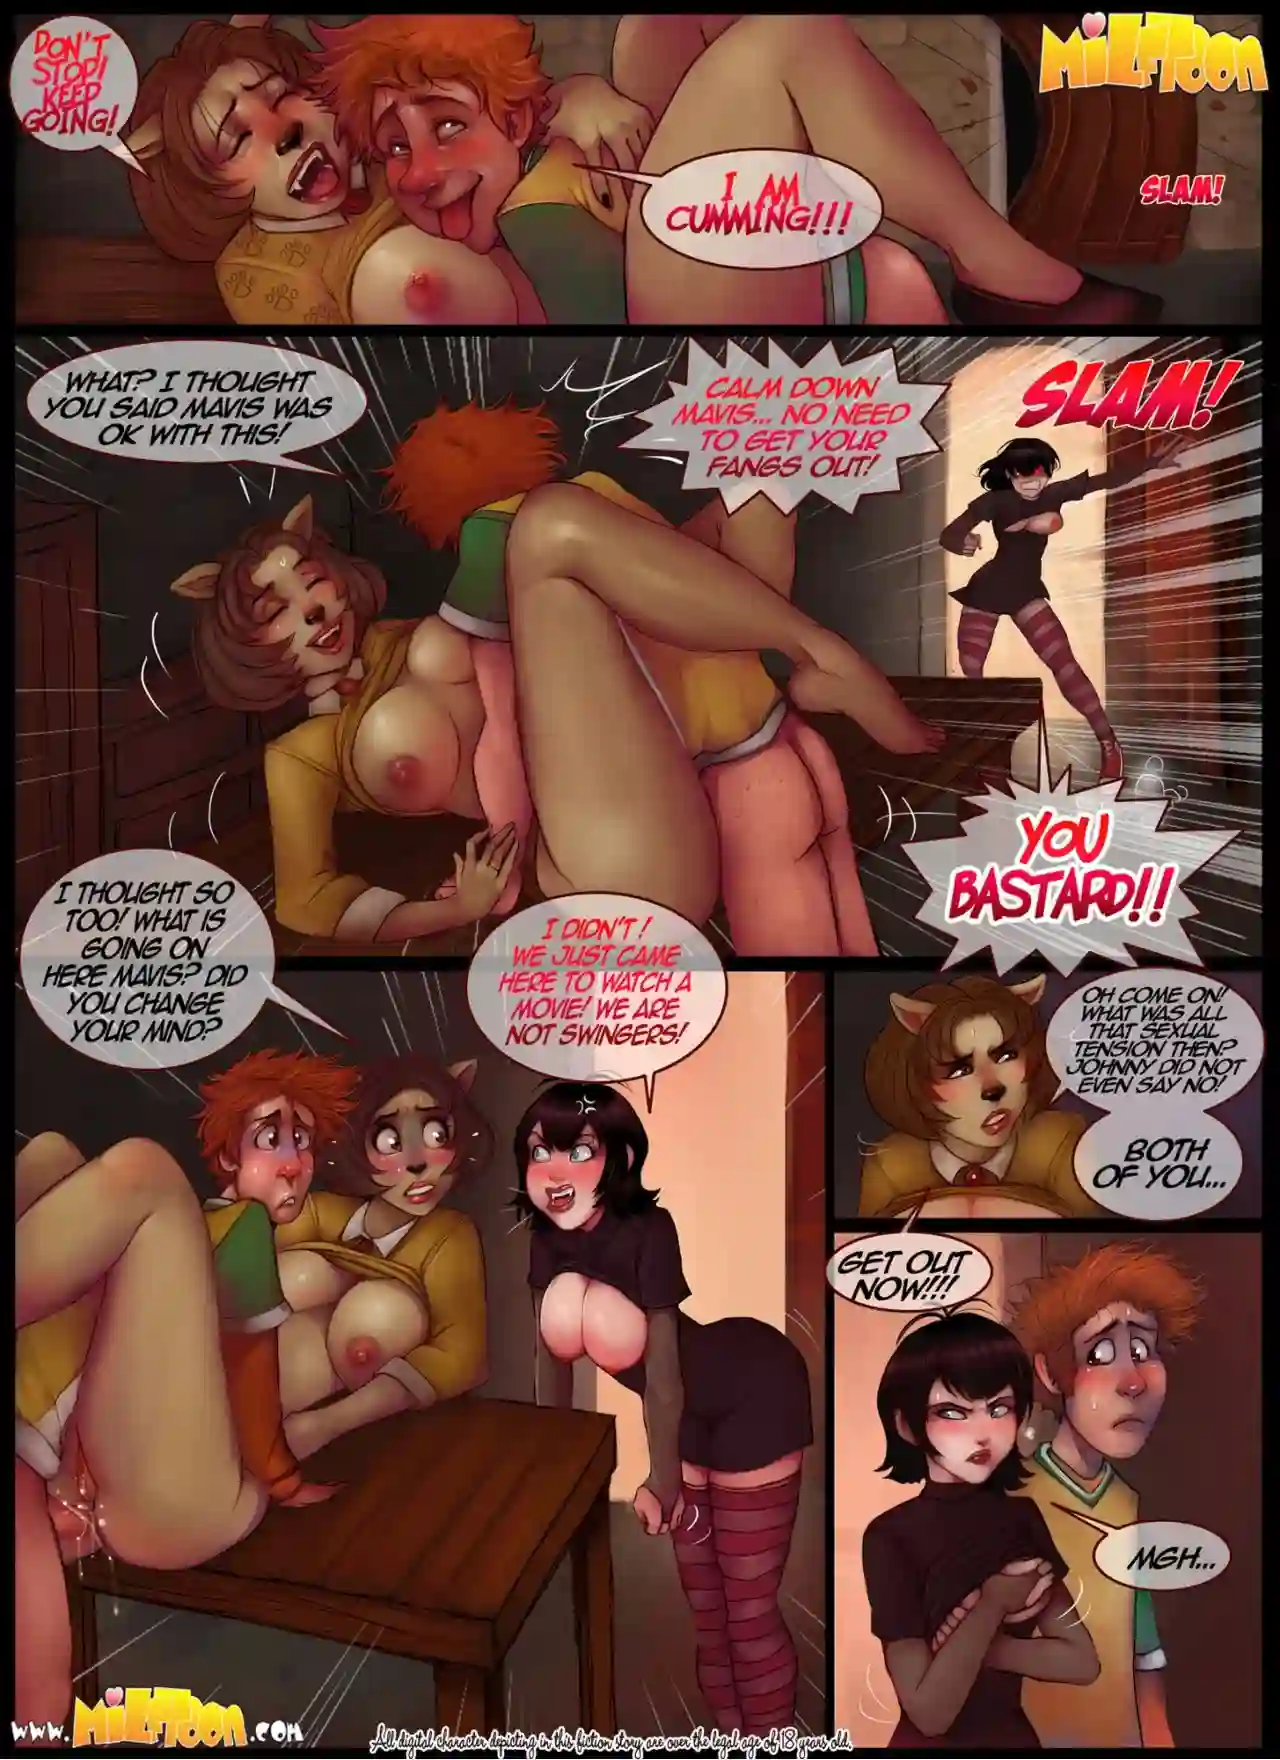 DON'T
STOP!
KEEP
GOING!
MILFTOON
I AM
CUMMING!!!
SLAM!
WHAT? I THOUGHT
YOU SAID MAVIS WAS
OK WITH THIS!
CALM DOWN
MAVIS... NO NEED
TO GET YOUR
FANGS OUT!
SLAM!
YOU
BASTARD!!
I THOUGHT SO
TOO! WHAT IS
GOING ON
HERE MAVIS? DID
YOU CHANGE
YOUR MIND?
I DIDN'T!
WE JUST CAME
HERE TO WATCH A
MOVIE! WE ARE
NOT SWINGERS!
OH COME ON!
WHAT WAS ALL
THAT SEXUAL
TENSION THEN?
JOHNNY DID NOT
EVEN SAY NO!
BOTH
OF YOU...
GET OUT
NOW!!!
MGH...
www.MILFTOON.com
All digital character depicting in this fiction story are over the legal age of 18 years old.